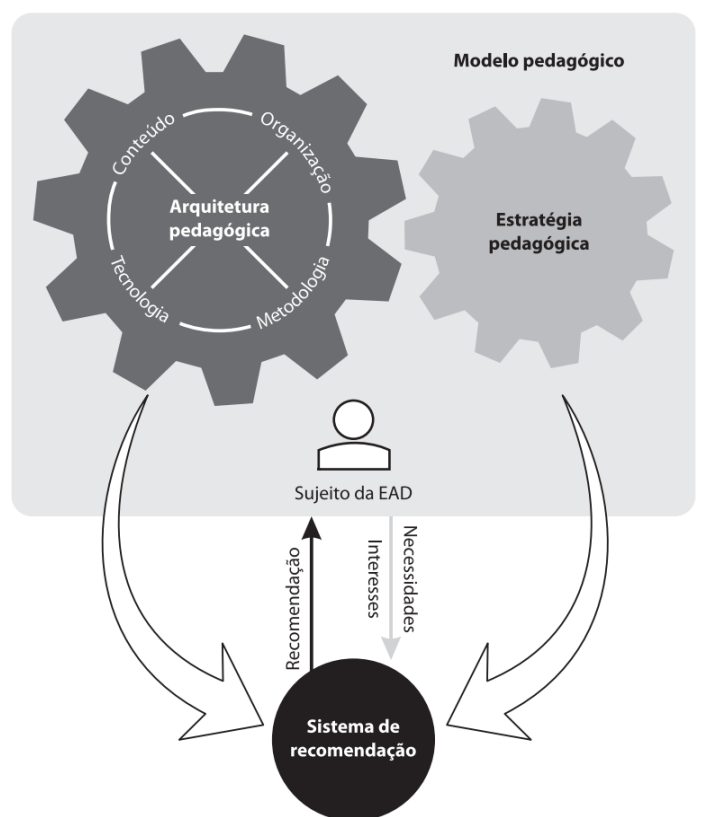 Modelo pedagógico
Conteúdo
Organização
Arquitetura
pedagógica
Tecnologia
Metodologia
Estratégia
pedagógica
Sujeito da EAD
Recomendação
Interesses
Necessidades
Sistema de
recomendação